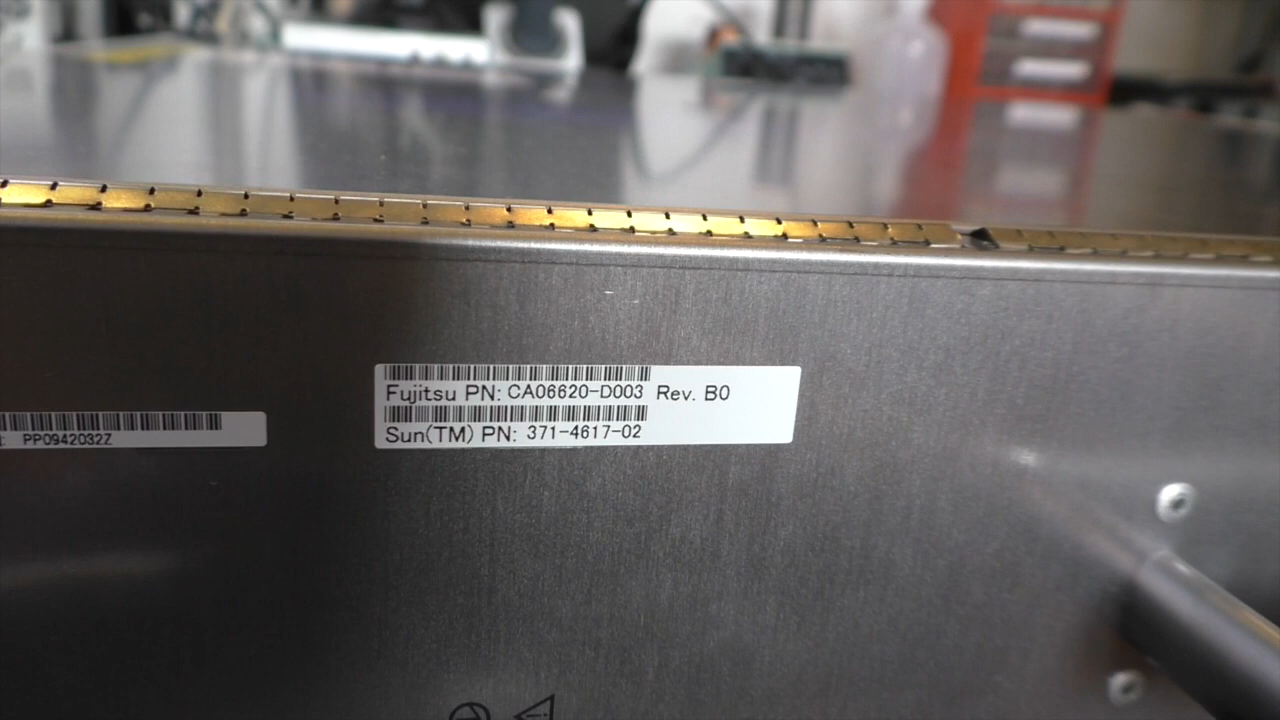 Fujitsu PN: CA06620-D003 Rev. B0
Sun(TM) PN: 371-4617-02
PP0942032Z